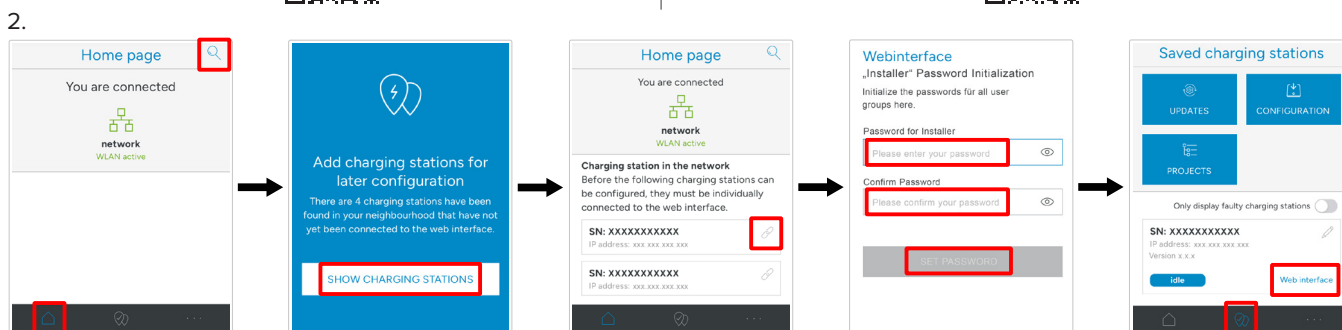 2.
Home page
You are connected
network
WLAN active
Add charging stations for
later configuration
There are 4 charging stations have been
found in your neighbourhood that have not
yet been connected to the web interface.
SHOW CHARGING STATIONS
Home page
You are connected
network
WLAN active
Charging station in the network
Before the following charging stations can
be configured, they must be individually
connected to the web interface.
SN: XXXXXXXXXXX
IP address: xxx.xxx.xxx.xxx
SN: XXXXXXXXXXX
IP address: xxx.xxx.xxx.xxx
Webinterface
„Installer“ Password Initialization
Initialize the passwords für all user
groups here.
Password for Installer
Please enter your password
Confirm Password
Please confirm your password
SET PASSWORD
Saved charging stations
UPDATES
CONFIGURATION
PROJECTS
Only display faulty charging stations
SN: XXXXXXXXXXX
IP address: xxx.xxx.xxx.xxx
Version x.x.x
idle
Web interface